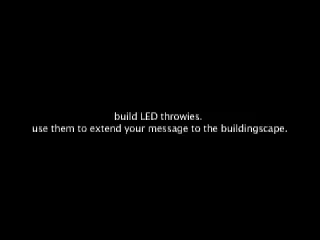 build LED throwies.
use them to extend your message to the buildingscape.